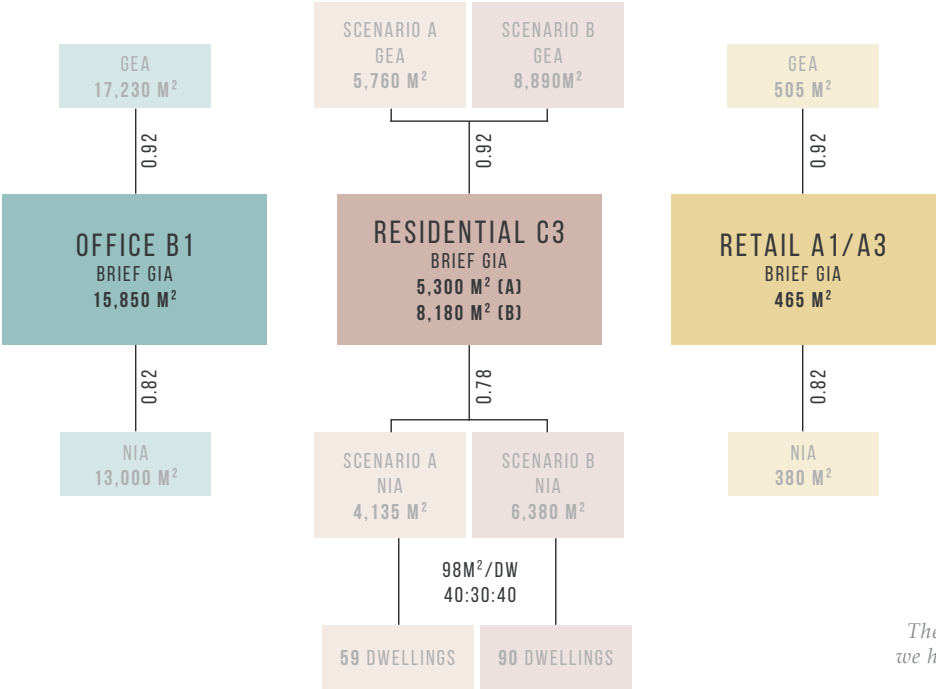 GEA
17,230 M²
0.92
OFFICE B1
BRIEF GIA
15,850 M²
0.82
NIA
13,000 M²
SCENARIO A
GEA
5,760 M²
SCENARIO B
GEA
8,890M²
0.92
RESIDENTIAL C3
BRIEF GIA
5,300 M² (A)
8,180 M² (B)
0.78
SCENARIO A
NIA
4,135 M²
SCENARIO B
NIA
6,380 M²
98M²/DW
40:30:40
59 DWELLINGS
90 DWELLINGS
GEA
505 M²
0.92
RETAIL A1/A3
BRIEF GIA
465 M²
0.82
NIA
380 M²
The
we h